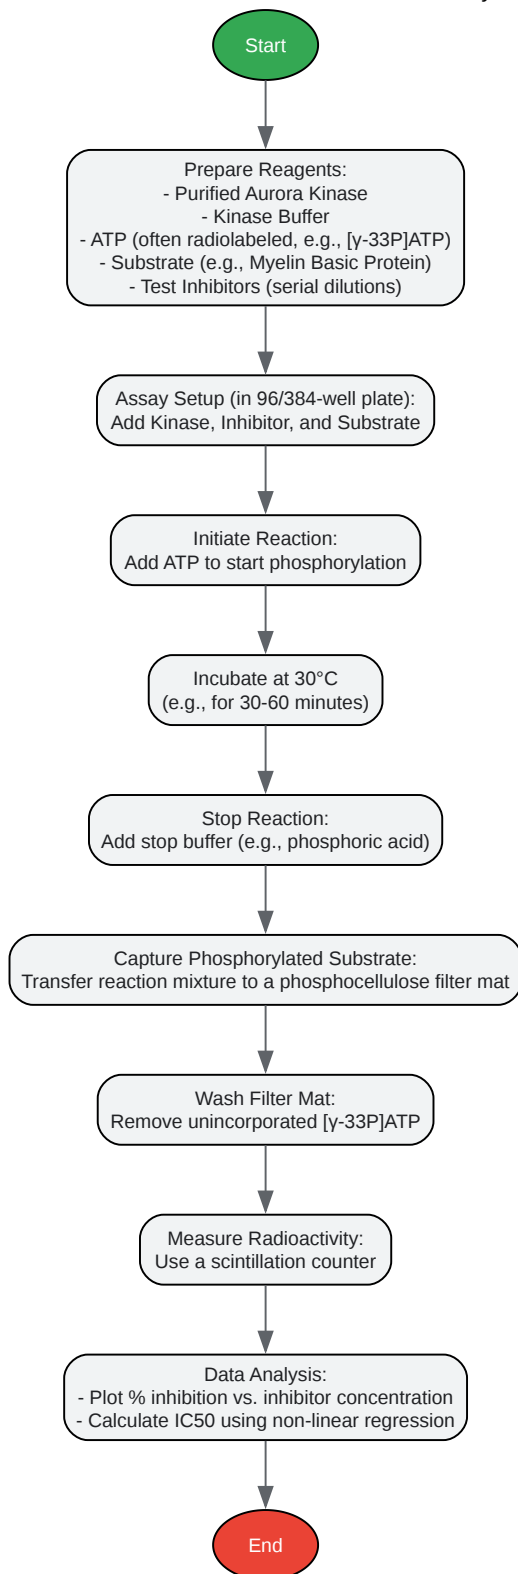 Start
Prepare Reagents:
- Purified Aurora Kinase
- Kinase Buffer
- ATP (often radiolabeled, e.g., [γ-33P]ATP)
- Substrate (e.g., Myelin Basic Protein)
- Test Inhibitors (serial dilutions)
Assay Setup (in 96/384-well plate):
Add Kinase, Inhibitor, and Substrate
Initiate Reaction:
Add ATP to start phosphorylation
Incubate at 30°C
(e.g., for 30-60 minutes)
Stop Reaction:
Add stop buffer (e.g., phosphoric acid)
Capture Phosphorylated Substrate:
Transfer reaction mixture to a phosphocellulose filter mat
Wash Filter Mat:
Remove unincorporated [γ-33P]ATP
Measure Radioactivity:
Use a scintillation counter
Data Analysis:
- Plot % inhibition vs. inhibitor concentration
- Calculate IC50 using non-linear regression
End